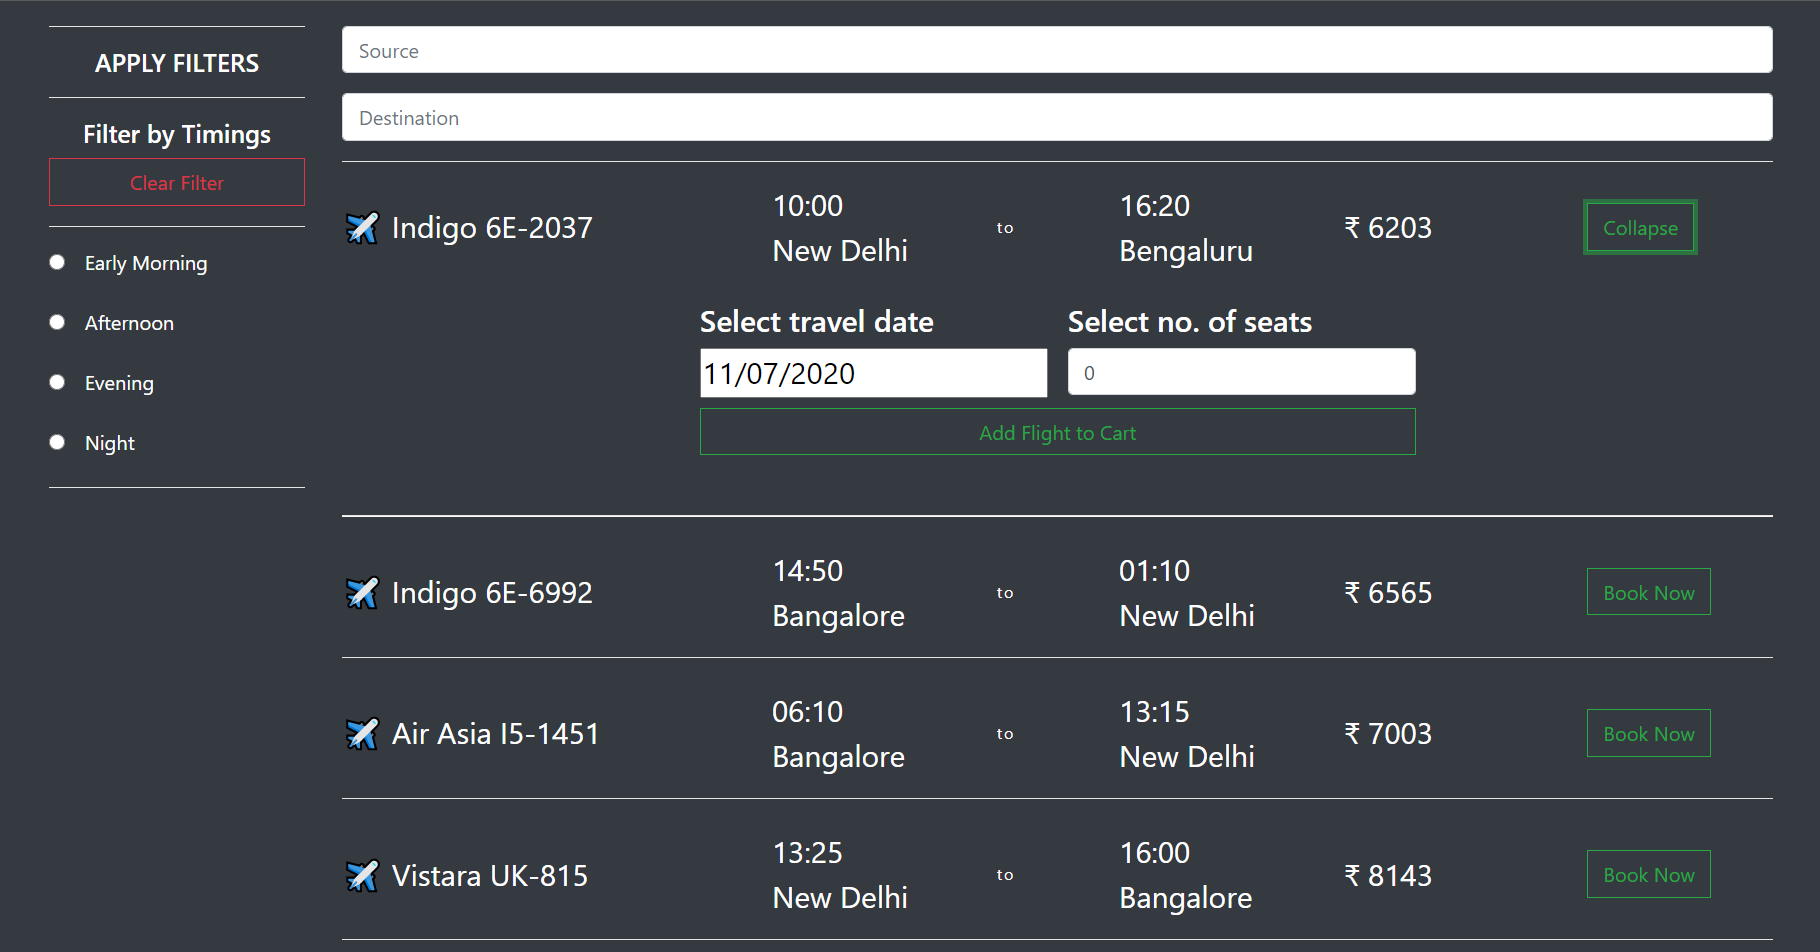 APPLY FILTERS
Filter by Timings
Clear Filter
Early Morning
Afternoon
Evening
Night
Source
Destination
Indigo 6E-2037
10:00
New Delhi
to
16:20
Bengaluru
₹ 6203
Collapse
Select travel date
11/07/2020
Select no. of seats
0
Add Flight to Cart
Indigo 6E-6992
14:50
Bangalore
to
01:10
New Delhi
₹ 6565
Book Now
Air Asia I5-1451
06:10
Bangalore
to
13:15
New Delhi
₹ 7003
Book Now
Vistara UK-815
13:25
New Delhi
to
16:00
Bangalore
₹ 8143
Book Now